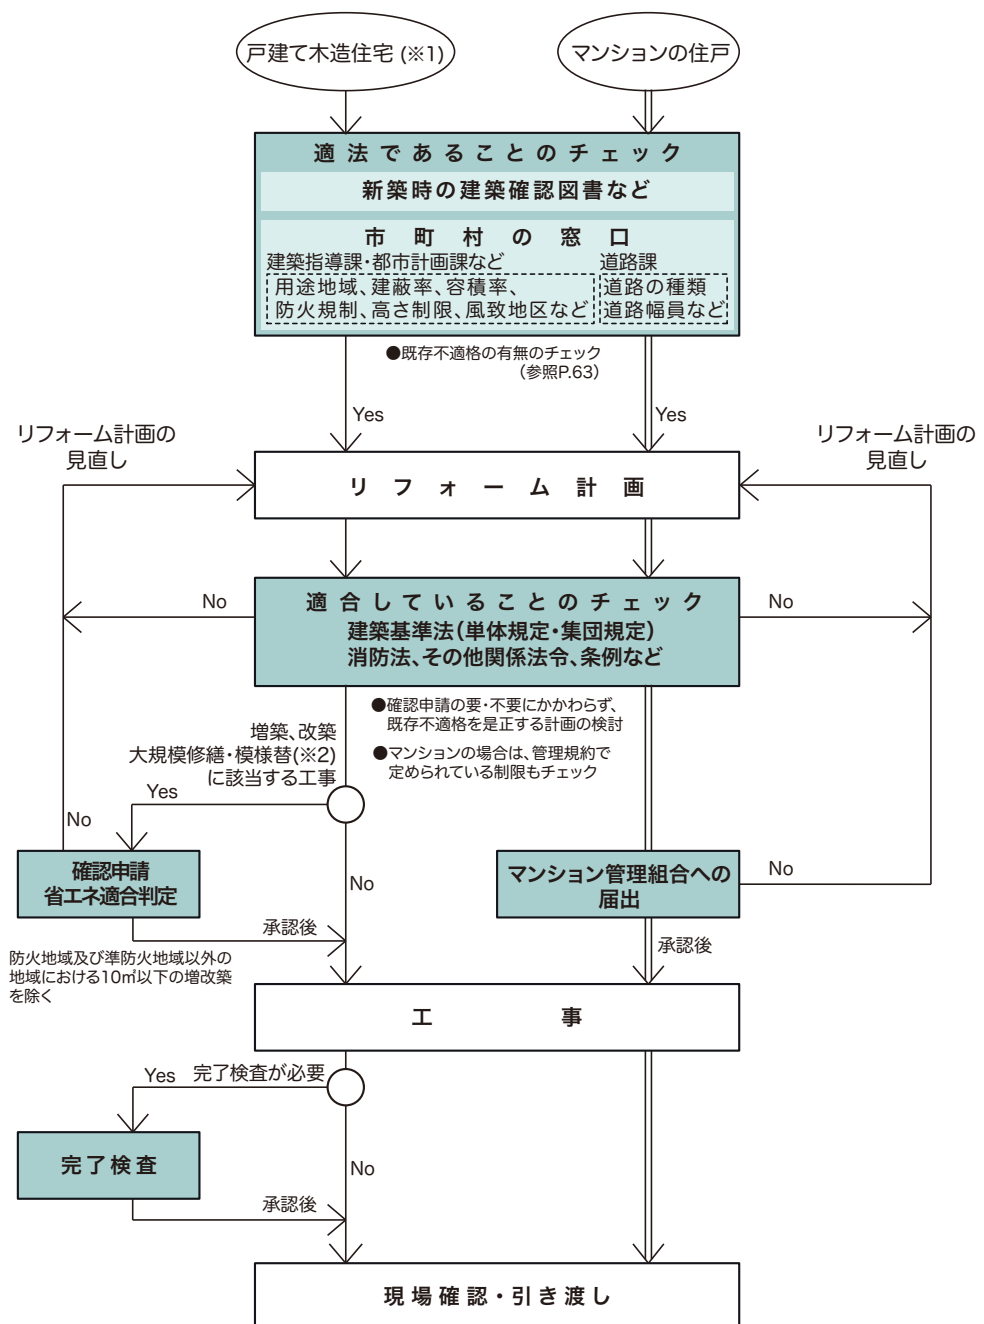 戸建て木造住宅 (※1)
マンションの住戸
適法であることのチェック
新築時の建築確認図書など
市町村の窓口
建築指導課・都市計画課など
用途地域、建蔽率、容積率、
防火規制、高さ制限、風致地区など
道路課
道路の種類
道路幅員など
●既存不適格の有無のチェック
（参照P.63）
Yes
Yes
リフォーム計画の
見直し
リフォーム計画の
見直し
リフォーム計画
No
適合していることのチェック
建築基準法（単体規定・集団規定）
消防法、その他関係法令、条例など
No
●確認申請の要・不要にかかわらず、
既存不適格を是正する計画の検討
●マンションの場合は、管理規約で
定められている制限もチェック
増築、改築
大規模修繕・模様替(※2)
に該当する工事
Yes
No
確認申請
省エネ適合判定
No
マンション管理組合への
届出
No
承認後
承認後
防火地域及び準防火地域以外の
地域における10㎡以下の増改築
を除く
工事
Yes
完了検査が必要
完了検査
No
承認後
現場確認・引き渡し